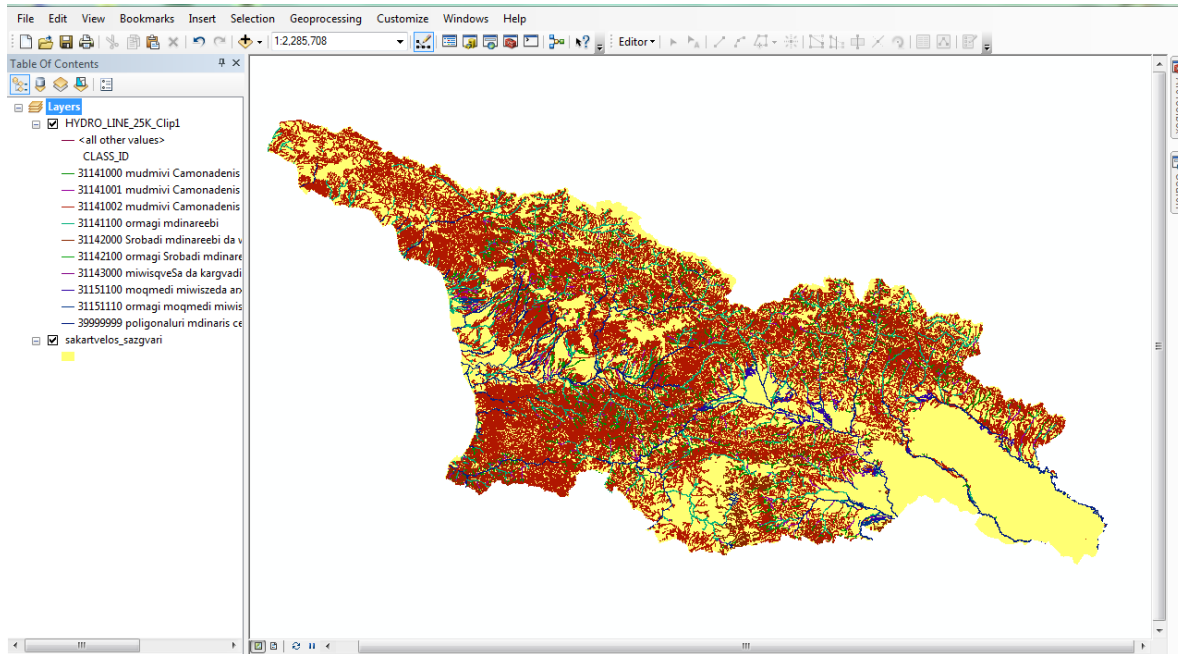 File Edit View Bookmarks Insert Selection Geoprocessing Customize Windows Help
1:2,285,708 Editor
Table Of Contents
Layers
HYDRO_LINE_25K_Clip1
<all other values>
CLASS_ID
31141000 mudmivi Camonadenis
31141001 mudmivi Camonadenis
31141002 mudmivi Camonadenis
31141100 ormagi mdinareebi
31142000 Srobadi mdinareebi da
31142100 ormagi Srobadi mdinare
31143000 miwisqveSa da kargvadi
31151100 moqmedi miwiszeda
31151110 ormagi moqmedi miwis
39999999 poligonaluri mdinaris ce
sakartvelos_sazgvari